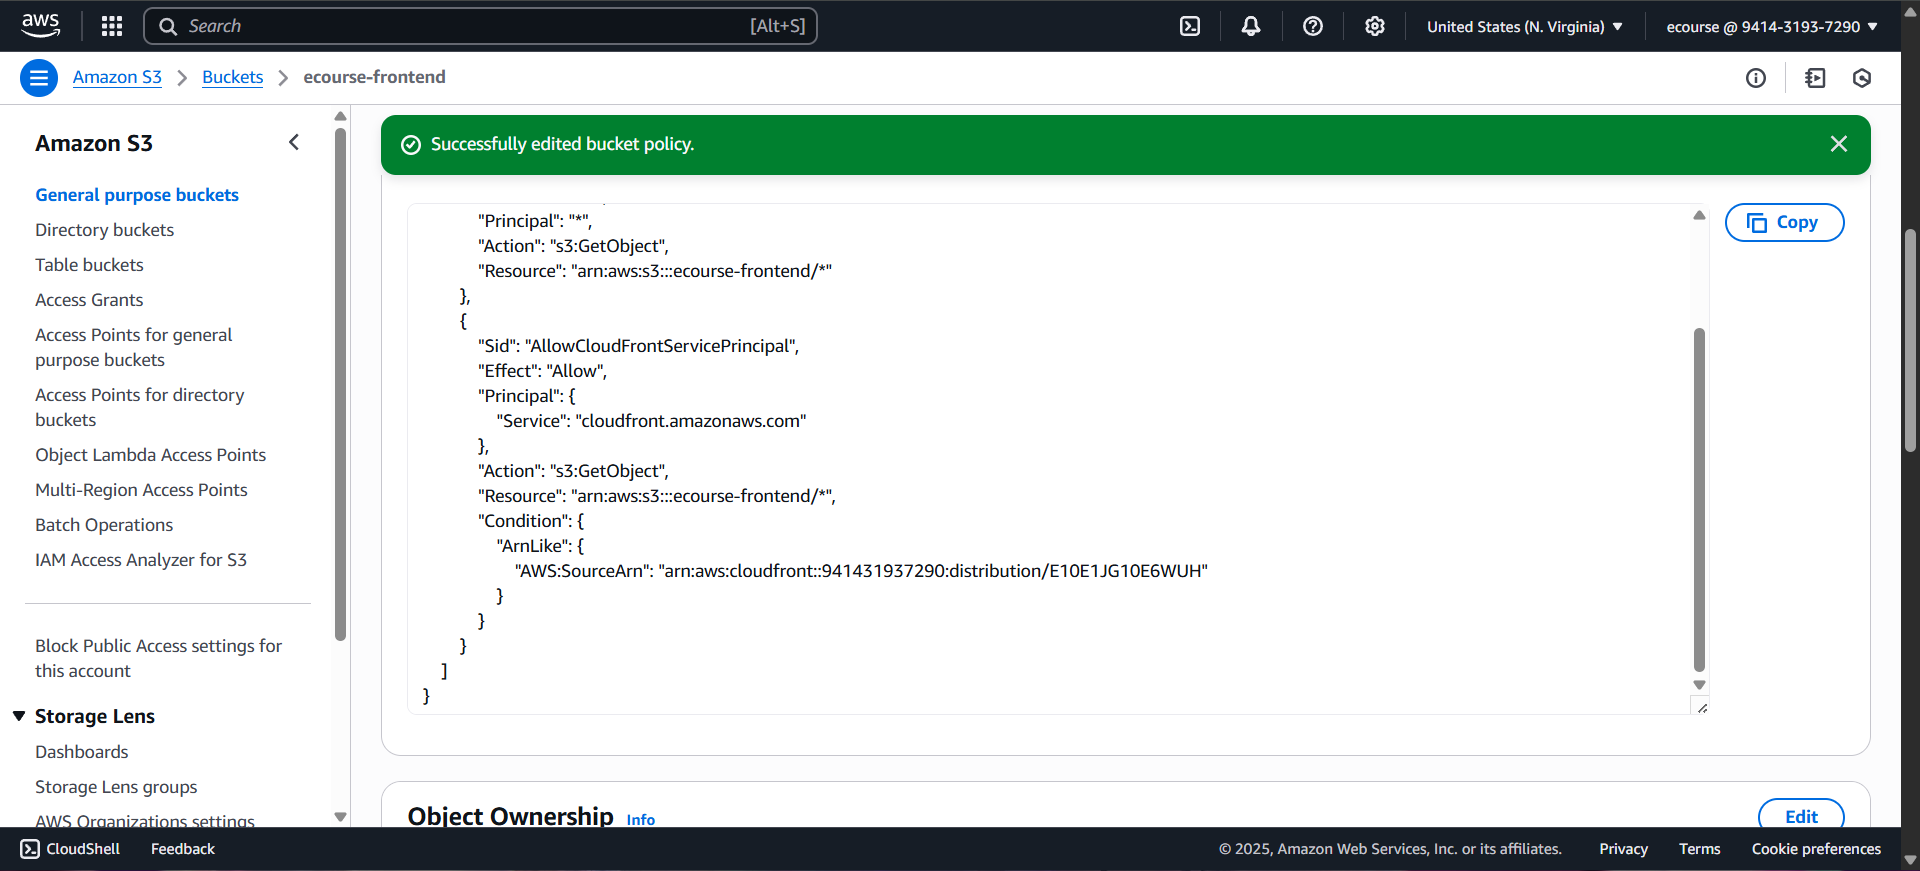 aws
Search
[Alt+S]
United States (N. Virginia)
ecourse @ 9414-3193-7290
Amazon S3
Buckets
ecourse-frontend
Amazon S3
General purpose buckets
Directory buckets
Table buckets
Access Grants
Access Points for general
purpose buckets
Access Points for directory
buckets
Object Lambda Access Points
Multi-Region Access Points
Batch Operations
IAM Access Analyzer for S3
Block Public Access settings for
this account
Storage Lens
Dashboards
Storage Lens groups
AWS Organizations settings
Successfully edited bucket policy.
"Principal": "*",
"Action": "s3:GetObject",
"Resource": "arn:aws:s3:::ecourse-frontend/*"
},
{
"Sid": "AllowCloudFrontServicePrincipal",
"Effect": "Allow",
"Principal": {
"Service": "cloudfront.amazonaws.com"
},
"Action": "s3:GetObject",
"Resource": "arn:aws:s3:::ecourse-frontend/*",
"Condition": {
"ArnLike": {
"AWS:SourceArn": "arn:aws:cloudfront::941431937290:distribution/E10E1JG10E6WUH"
}
}
}
]
}
Copy
Object Ownership Info
Edit
CloudShell
Feedback
© 2025, Amazon Web Services, Inc. or its affiliates.
Privacy
Terms
Cookie preferences